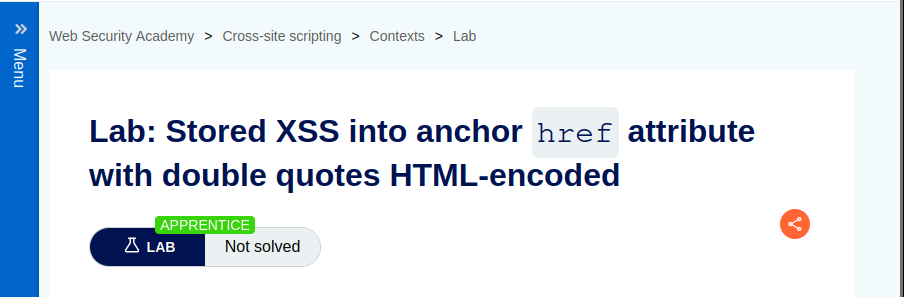 Menu
Web Security Academy > Cross-site scripting > Contexts > Lab
Lab: Stored XSS into anchor href attribute
with double quotes HTML-encoded
APPRENTICE
LAB Not solved